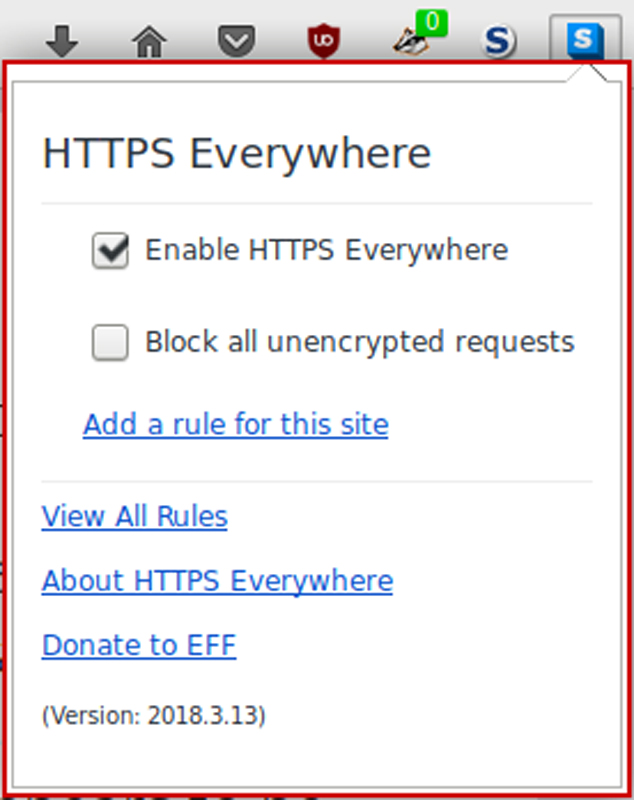 0
S
S
HTTPS Everywhere
Enable HTTPS Everywhere
Block all unencrypted requests
Add a rule for this site
View All Rules
About HTTPS Everywhere
Donate to EFF
(Version: 2018.3.13)